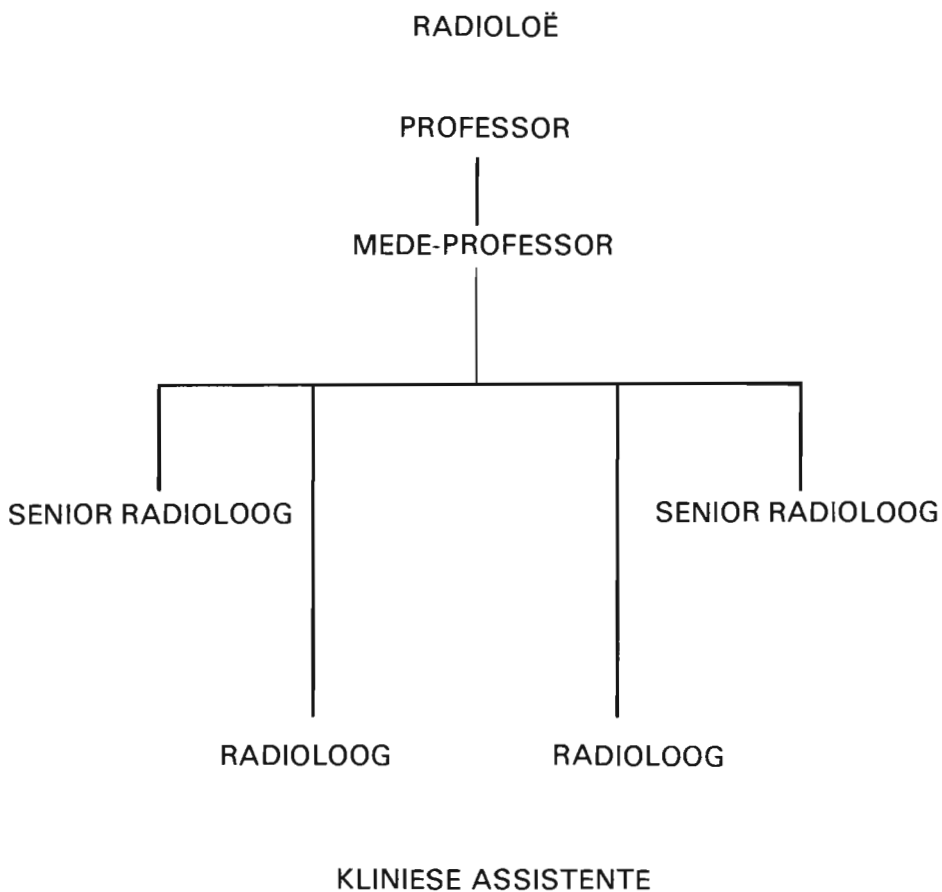 RADIOLOË
PROFESSOR
MEDE-PROFESSOR
SENIOR RADIOLOOG
SENIOR RADIOLOOG
RADIOLOOG
RADIOLOOG
KLINIESE ASSISTENTE